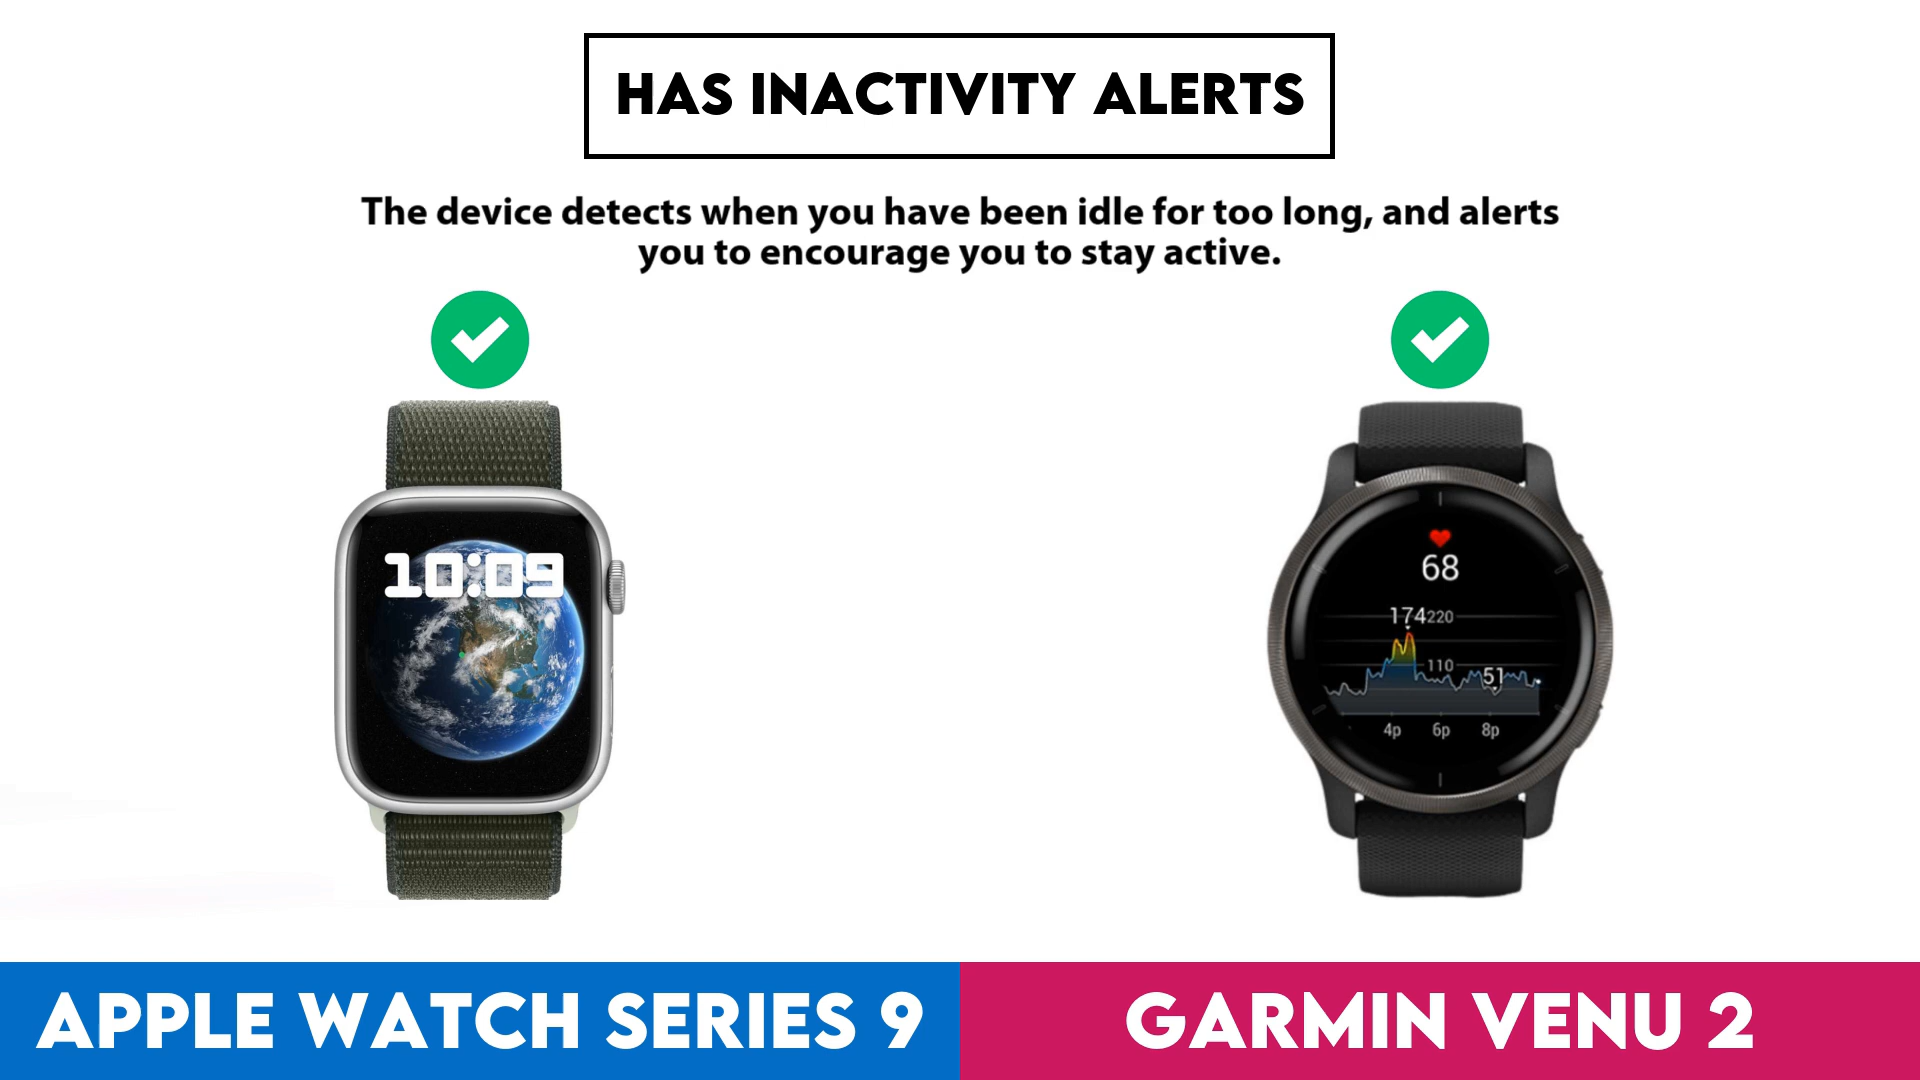 HAS INACTIVITY ALERTS
The device detects when you have been idle for too long, and alerts
you to encourage you to stay active.
10:09
68
174 220
110
51
4p 6p 8p
APPLE WATCH SERIES 9
GARMIN VENU 2